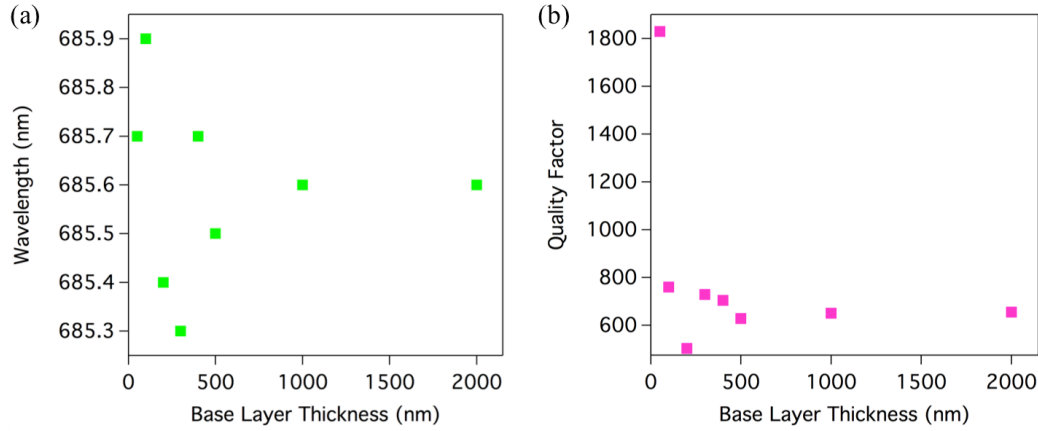 (a)
Wavelength (nm)
685.9
685.8
685.7
685.6
685.5
685.4
685.3
0 500 1000 1500 2000
Base Layer Thickness (nm)
(b)
Quality Factor
1800
1600
1400
1200
1000
800
600
0 500 1000 1500 2000
Base Layer Thickness (nm)